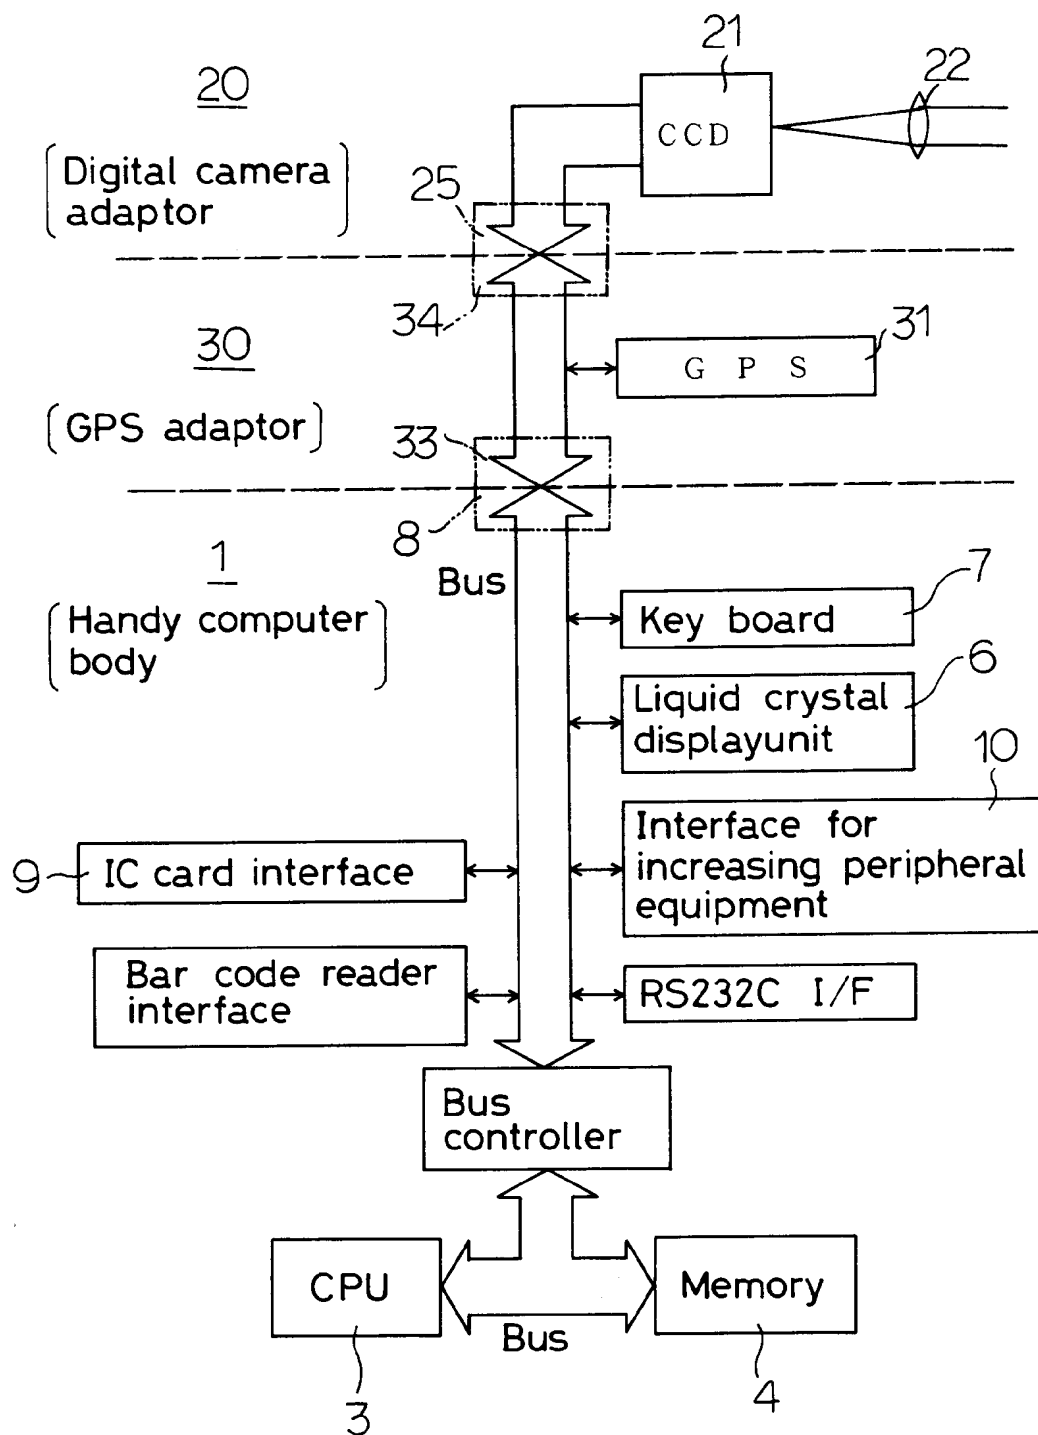 21
22
20
CCD
Digital camera
adaptor
25
34
31
30
G P S
GPS adaptor
33
8
1
Bus
7
Handy computer
body
Key board
6
Liquid crystal
displayunit
10
Interface for
increasing peripheral
equipment
9
IC card interface
Bar code reader
interface
RS232C I/F
Bus
controller
CPU
Memory
Bus
3
4